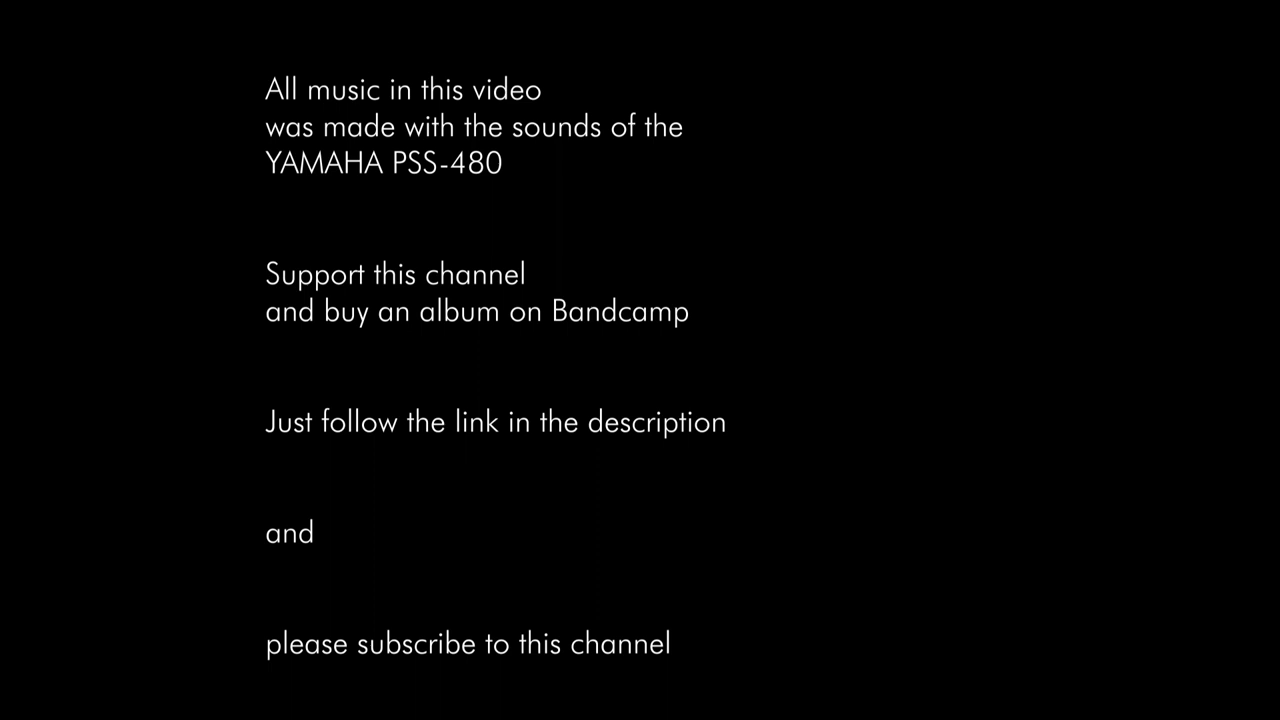 All music in this video
was made with the sounds of the
YAMAHA PSS-480
Support this channel
and buy an album on Bandcamp
Just follow the link in the description
and
please subscribe to this channel